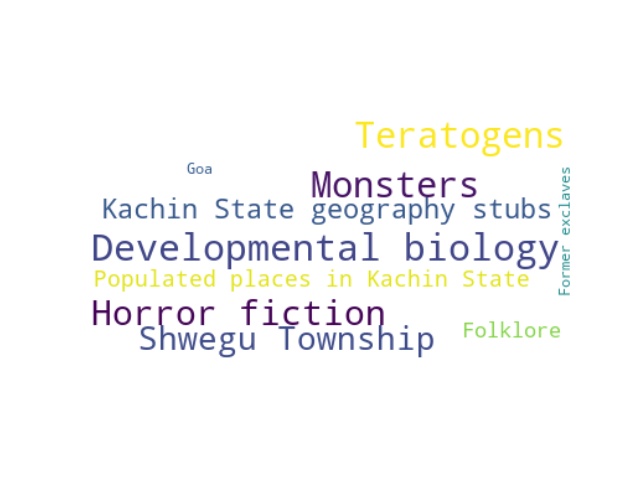 Teratogens
Goa
Monsters
Former exclaves
Kachin State geography stubs
Developmental biology
Populated places in Kachin State
Horror fiction
Folklore
Shwegu Township